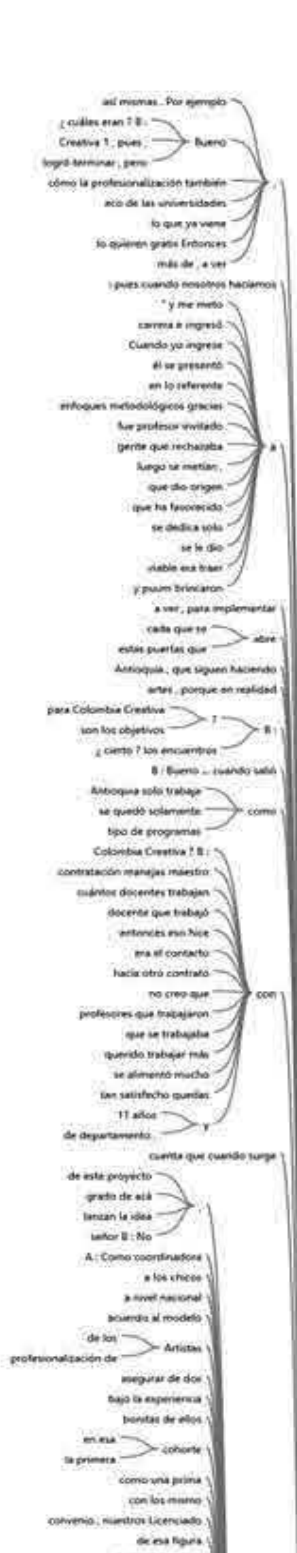 así mismas . Por ejemplo
¿ cuáles eran ? B :
Creativa 1 , pues ,
logró terminar , pero
Bueno
,
cómo la profesionalización también
eco de las universidades
lo que ya viene
lo quieren gratis Entonces
más de , a ver
pues cuando nosotros hacíamos
" y me meto
carrera e ingresó
Cuando yo ingrese
él se presentó
en lo referente
enfoques metodológicos gracias
fue profesor invitado
gente que rechazaba
luego se metían ,
que dio origen
que ha favorecido
se dedica solo
se le dio
viable era traer
y puum brincaron
a
a ver , para implementar
cada que se
estas puertas que
abre
Antioquia , que siguen haciendo
artes , porque en realidad
para Colombia Creativa
son los objetivos
?
¿ cierto ? los encuentros
B :
B : Bueno ... cuando salió
Antioquia solo trabaje
se quedó solamente
tipo de programas
como
Colombia Creativa ? B :
contratación manejas maestro
cuántos docentes trabajan
docente que trabajó
entonces eso hice
era el contacto
hacía otro contrato
no creo que
profesores que trabajaron
que se trabajaba
querido trabajar más
se alimentó mucho
tan satisfecho quedas
11 años
de departamento
y
con
cuenta que cuando surge
de este proyecto
grado de acá
lanzan la idea
señor B : No
A : Como coordinadora
a los chicos
a nivel nacional
acuerdo al modelo
de los
profesionalización de
Artistas
asegurar de dos
bajo la experiencia
bonitas de ellos
en esa
la primera
cohorte
como una prima
con los mismo
convenio , nuestros Licenciado
de esa figura